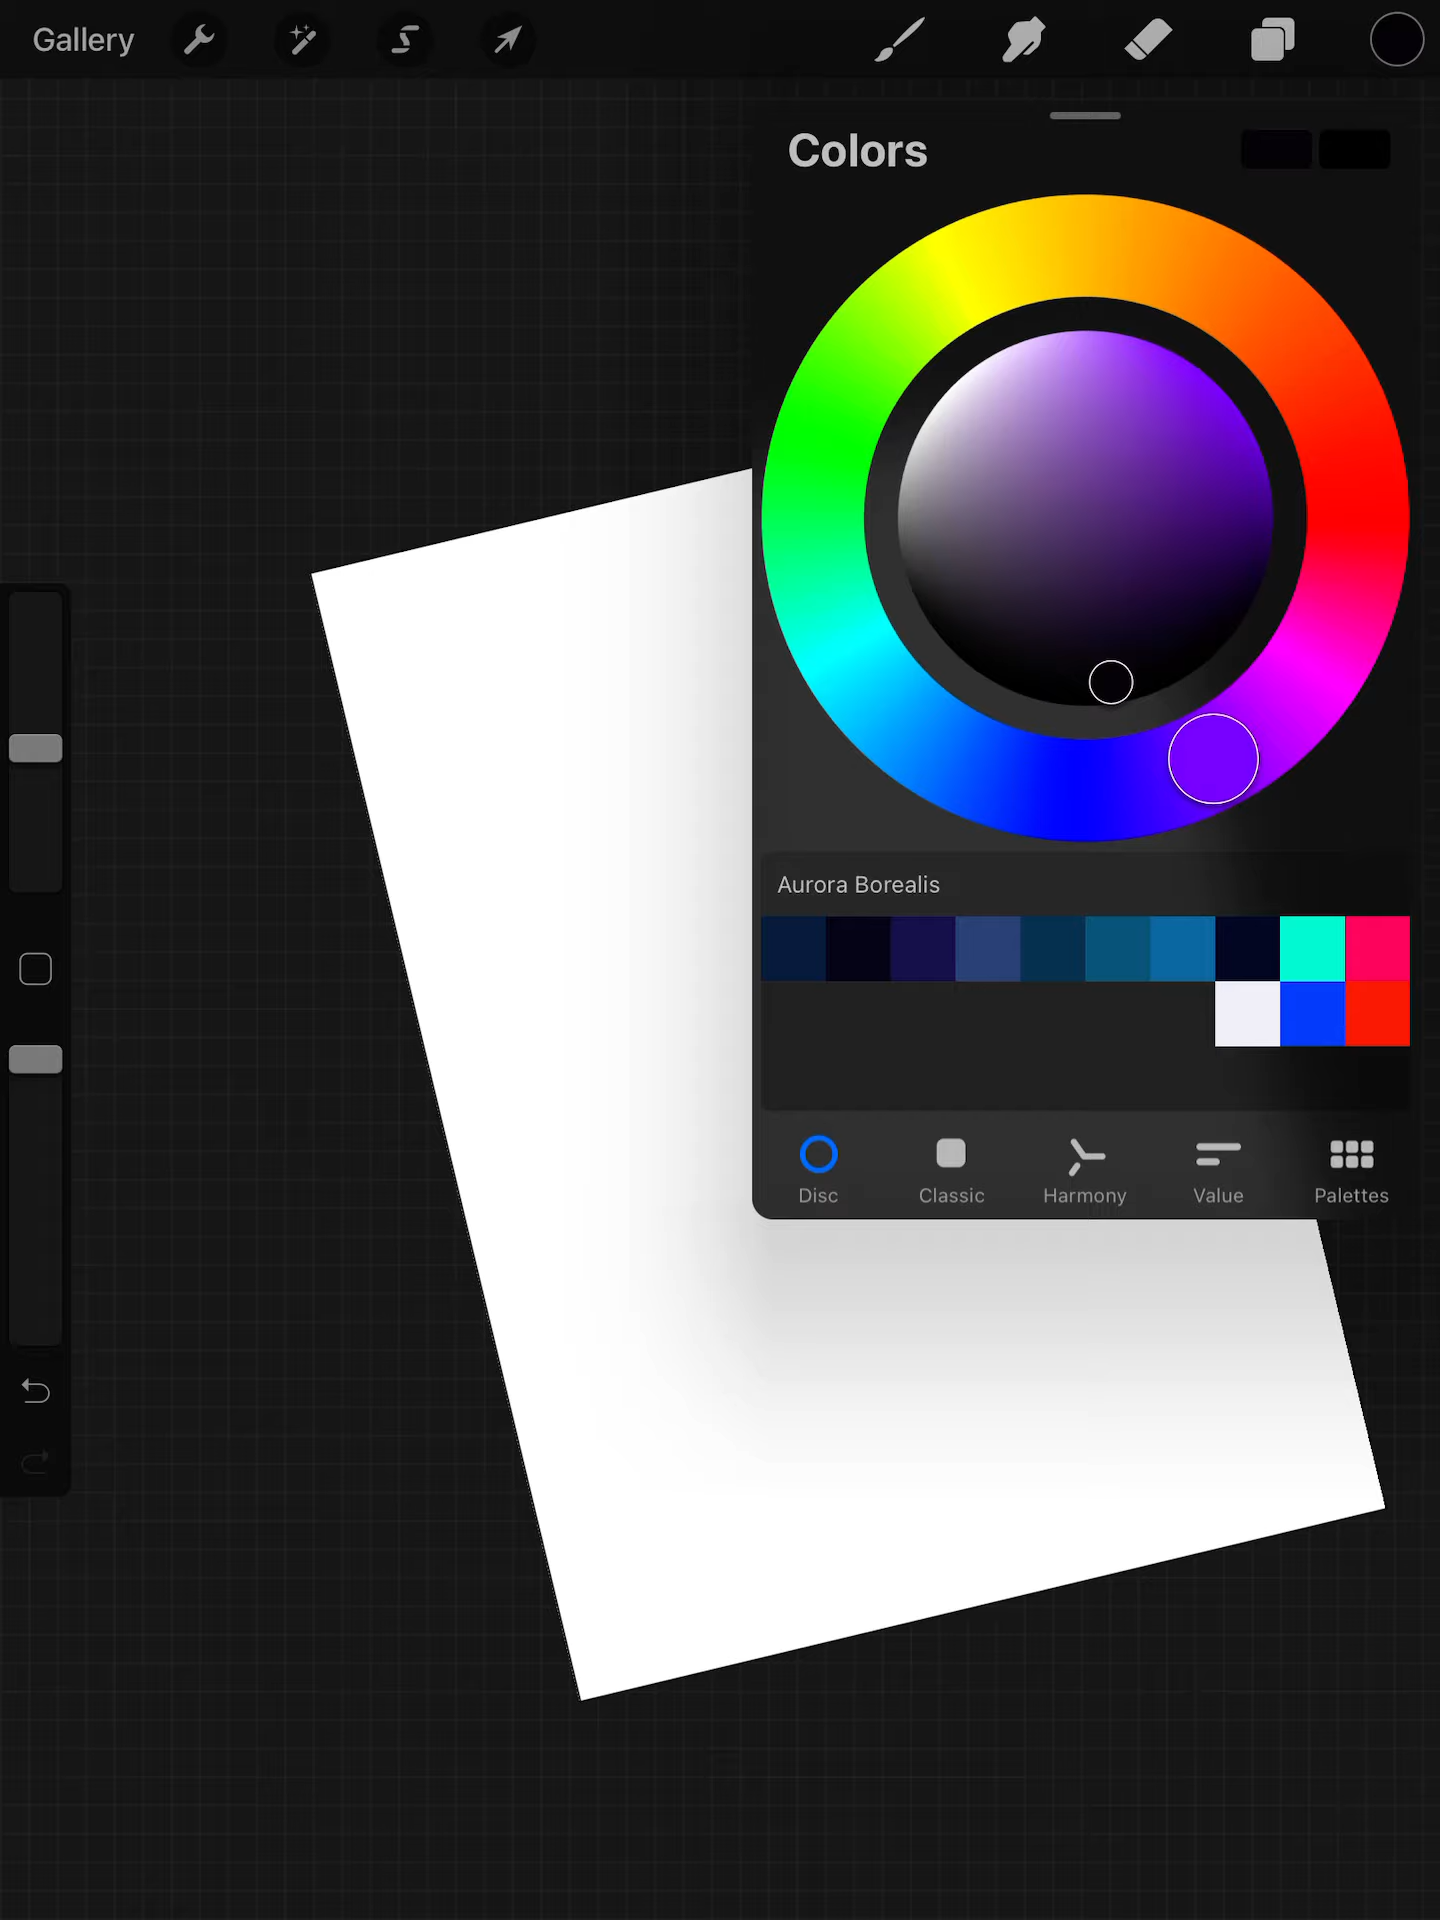 Gallery
Colors
Aurora Borealis
Disc
Classic
Harmony
Value
Palettes